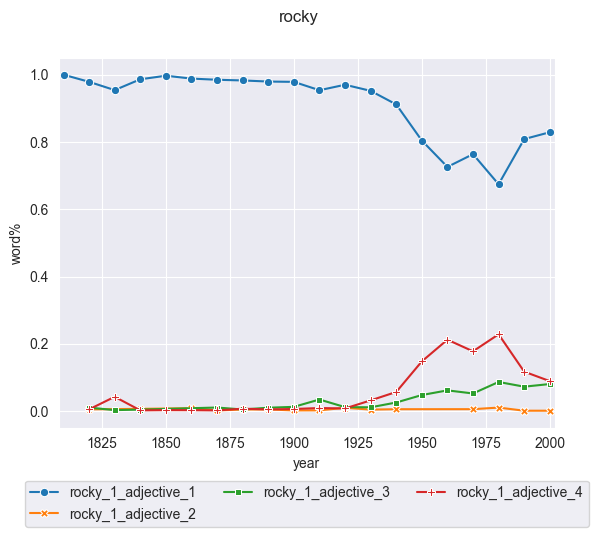 rocky
1.0
0.8
0.6
0.4
0.2
0.0
word%
1825 1850 1875 1900 1925 1950 1975 2000
year
rocky_1_adjective_1 rocky_1_adjective_3 rocky_1_adjective_4
rocky_1_adjective_2